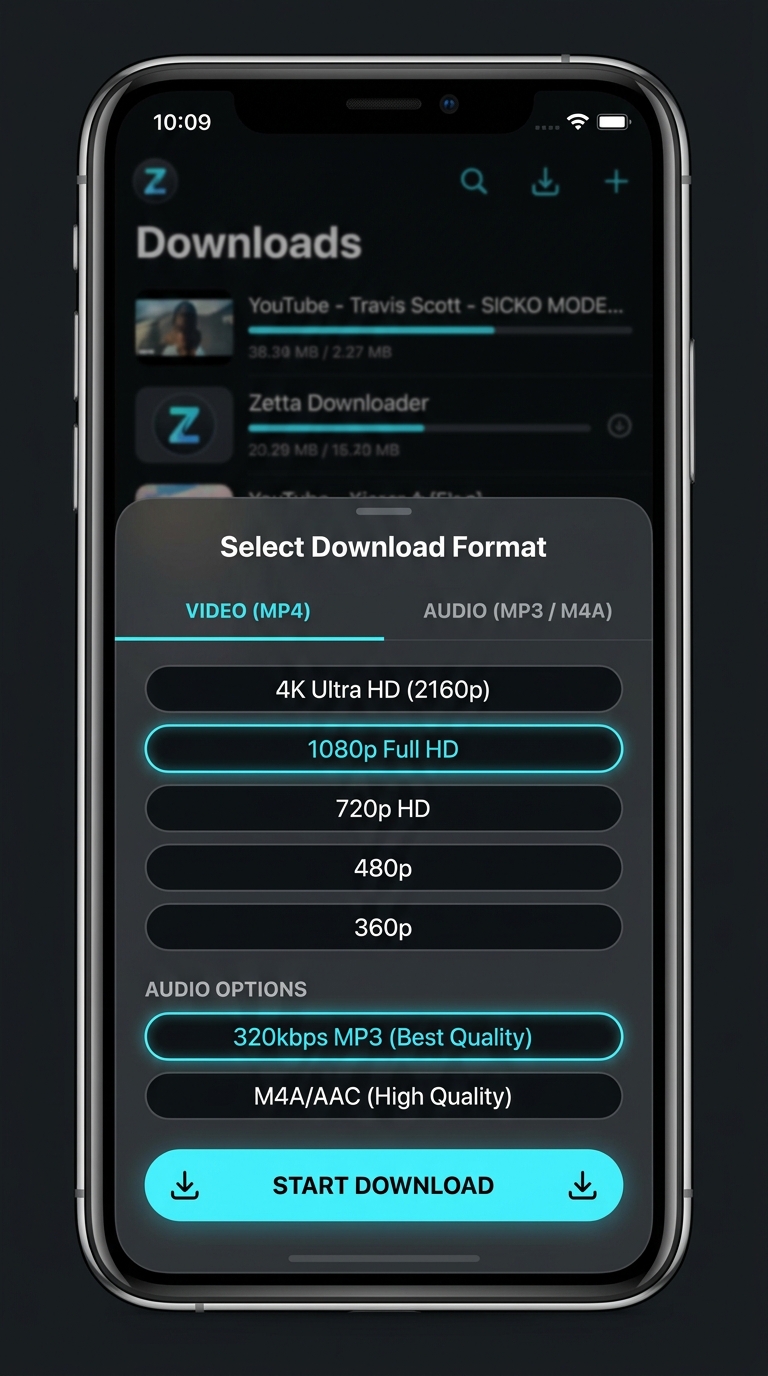 10:09
Z
Downloads
YouTube - Travis Scott - SICKO MODE...
38.39 MB / 2.27 MB
Z
Zetta Downloader
20.29 MB / 15.20 MB
Select Download Format
VIDEO (MP4)
AUDIO (MP3 / M4A)
4K Ultra HD (2160p)
1080p Full HD
720p HD
480p
360p
AUDIO OPTIONS
320kbps MP3 (Best Quality)
M4A/AAC (High Quality)
START DOWNLOAD